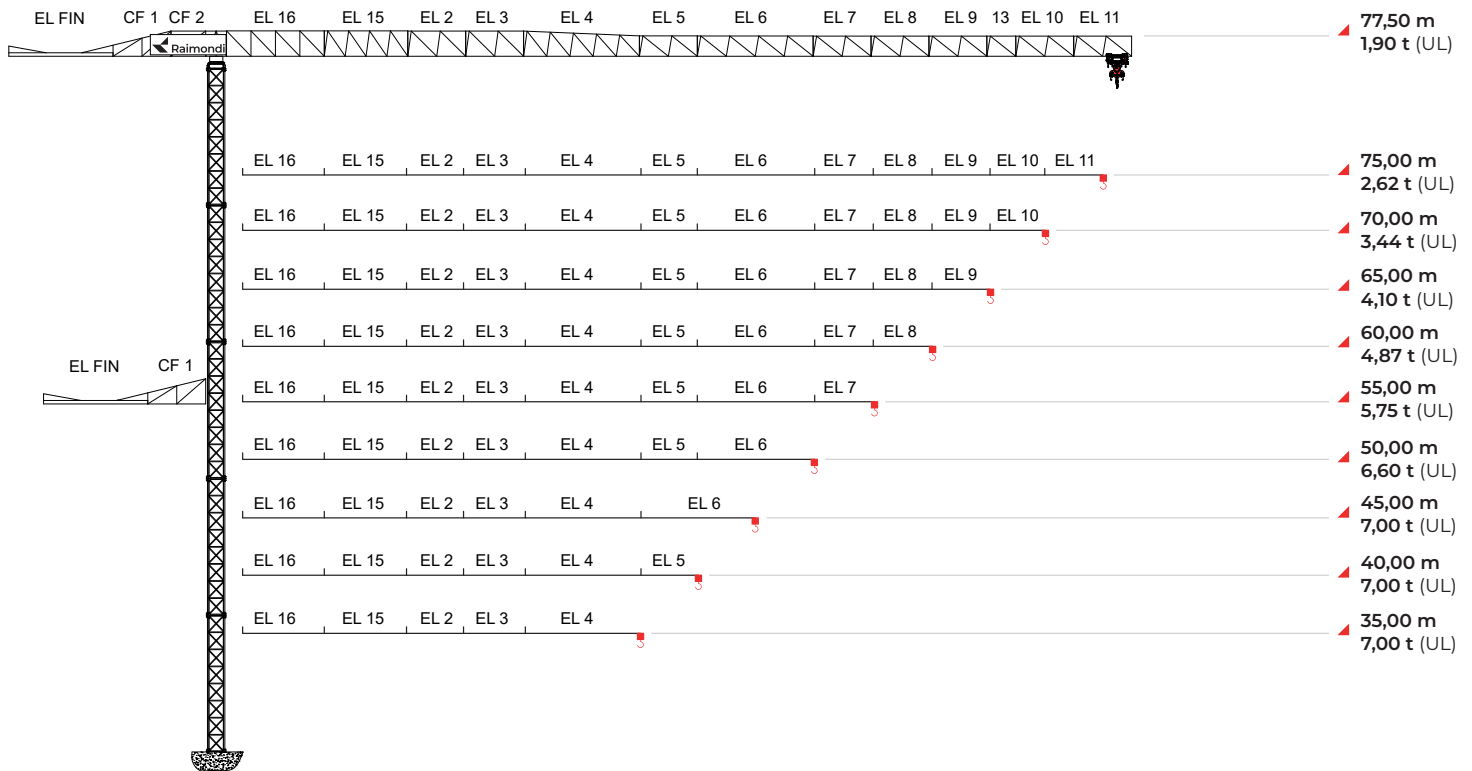 EL FIN CF 1 CF 2 EL 16 EL 15 EL 2 EL 3 EL 4 EL 5 EL 6 EL 7 EL 8 EL 9 13 EL 10 EL 11
77,50 m
1,90 t (UL)
Raimondi
EL 16 EL 15 EL 2 EL 3 EL 4 EL 5 EL 6 EL 7 EL 8 EL 9 EL 10 EL 11
75,00 m
2,62 t (UL)
EL 16 EL 15 EL 2 EL 3 EL 4 EL 5 EL 6 EL 7 EL 8 EL 9 EL 10
70,00 m
3,44 t (UL)
EL 16 EL 15 EL 2 EL 3 EL 4 EL 5 EL 6 EL 7 EL 8 EL 9
65,00 m
4,10 t (UL)
EL 16 EL 15 EL 2 EL 3 EL 4 EL 5 EL 6 EL 7 EL 8
60,00 m
4,87 t (UL)
EL FIN CF 1
EL 16 EL 15 EL 2 EL 3 EL 4 EL 5 EL 6 EL 7
55,00 m
5,75 t (UL)
EL 16 EL 15 EL 2 EL 3 EL 4 EL 5 EL 6
50,00 m
6,60 t (UL)
EL 16 EL 15 EL 2 EL 3 EL 4 EL 6
45,00 m
7,00 t (UL)
EL 16 EL 15 EL 2 EL 3 EL 4 EL 5
40,00 m
7,00 t (UL)
EL 16 EL 15 EL 2 EL 3 EL 4
35,00 m
7,00 t (UL)